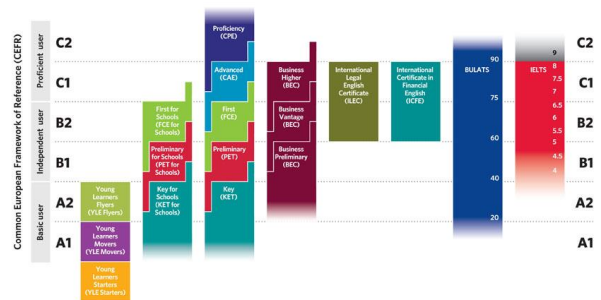 Common European Framework of Reference (CEFR)
Proficient user
Independent user
Basic user
C2
C1
B2
B1
A2
A1
Young
Learners
Flyers
(YLE Flyers)
Young
Learners
Movers
(YLE Movers)
Young
Learners
Starters
(YLE Starters)
First for
Schools
(FCE for
Schools)
Preliminary
for Schools
(PET for
Schools)
Key for
Schools
(KET for
Schools)
Proficiency
(CPE)
Advanced
(CAE)
First
(FCE)
Preliminary
(PET)
Key
(KET)
Business
Higher
(BEC)
Business
Vantage
(BEC)
Business
Preliminary
(BEC)
International
Legal English
Certificate
(ILEC)
International
Certificate in
Financial
English
(ICFE)
BULATS
90
75
60
40
20
IELTS
9
8
7.5
7
6.5
6
5.5
5
4.5
4
C2
C1
B2
B1
A2
A1